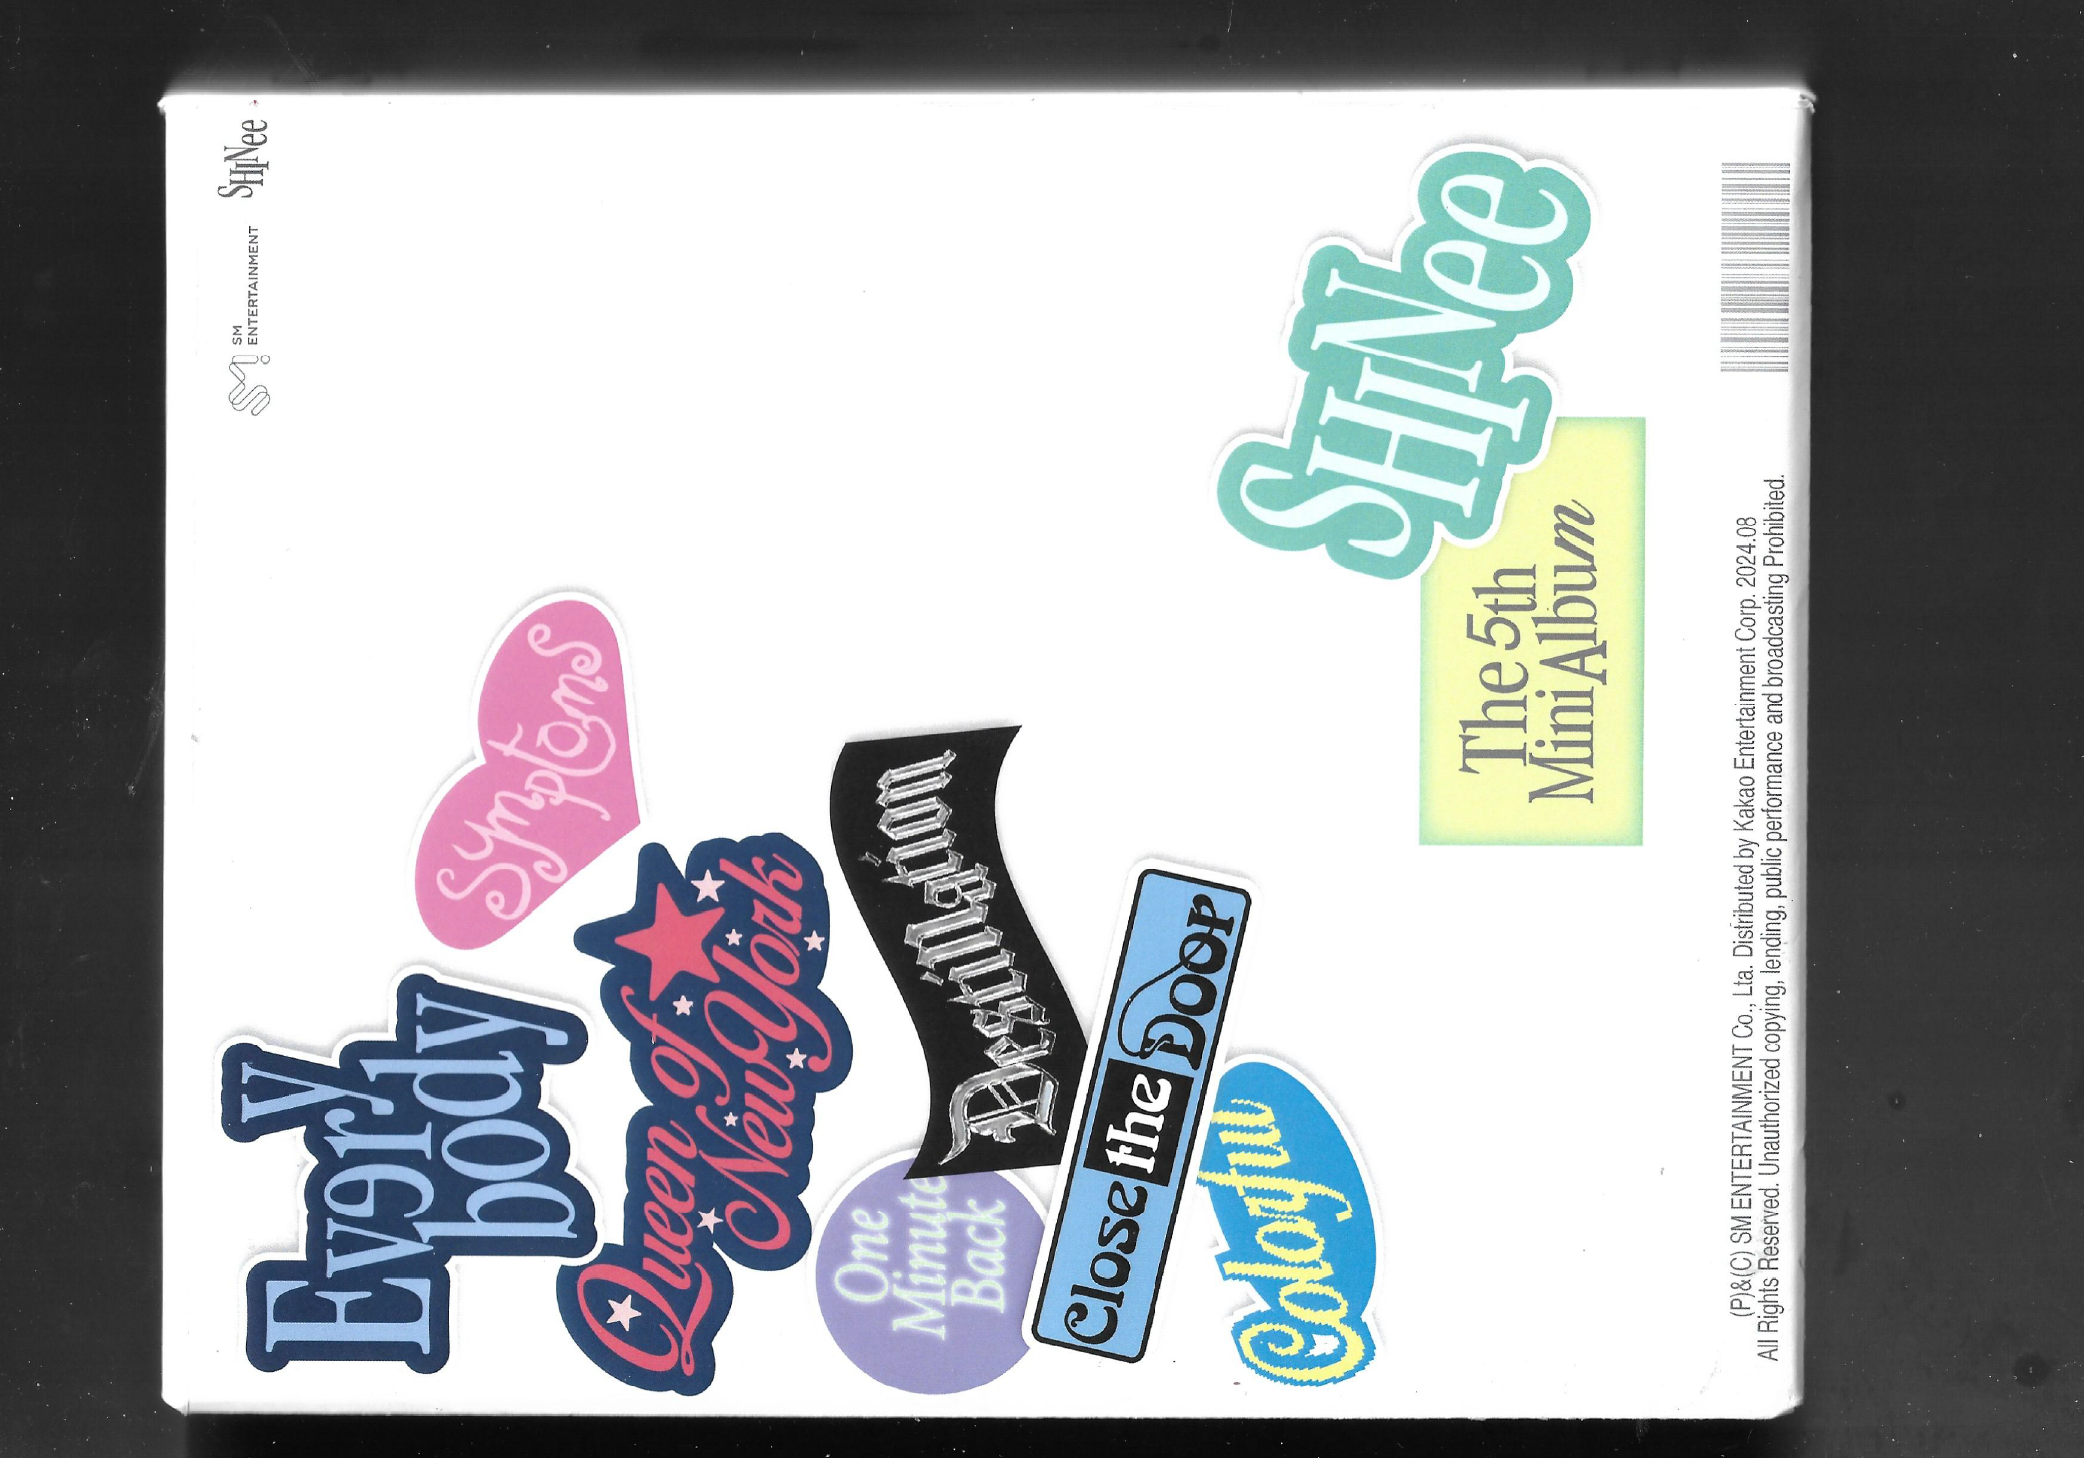 Every
body
Symptoms
Queen of
New York
One
Minute
Back
Destination
Close the Door
Colorful
SHINee
The 5th
Mini Album
SM
ENTERTAINMENT
SHINee
(P)&(C) SM ENTERTAINMENT Co., Lta. Distributed by Kakao Entertainment Corp. 2024.08
All Rights Reserved. Unauthorized copying, lending, public performance and broadcasting Prohibited.